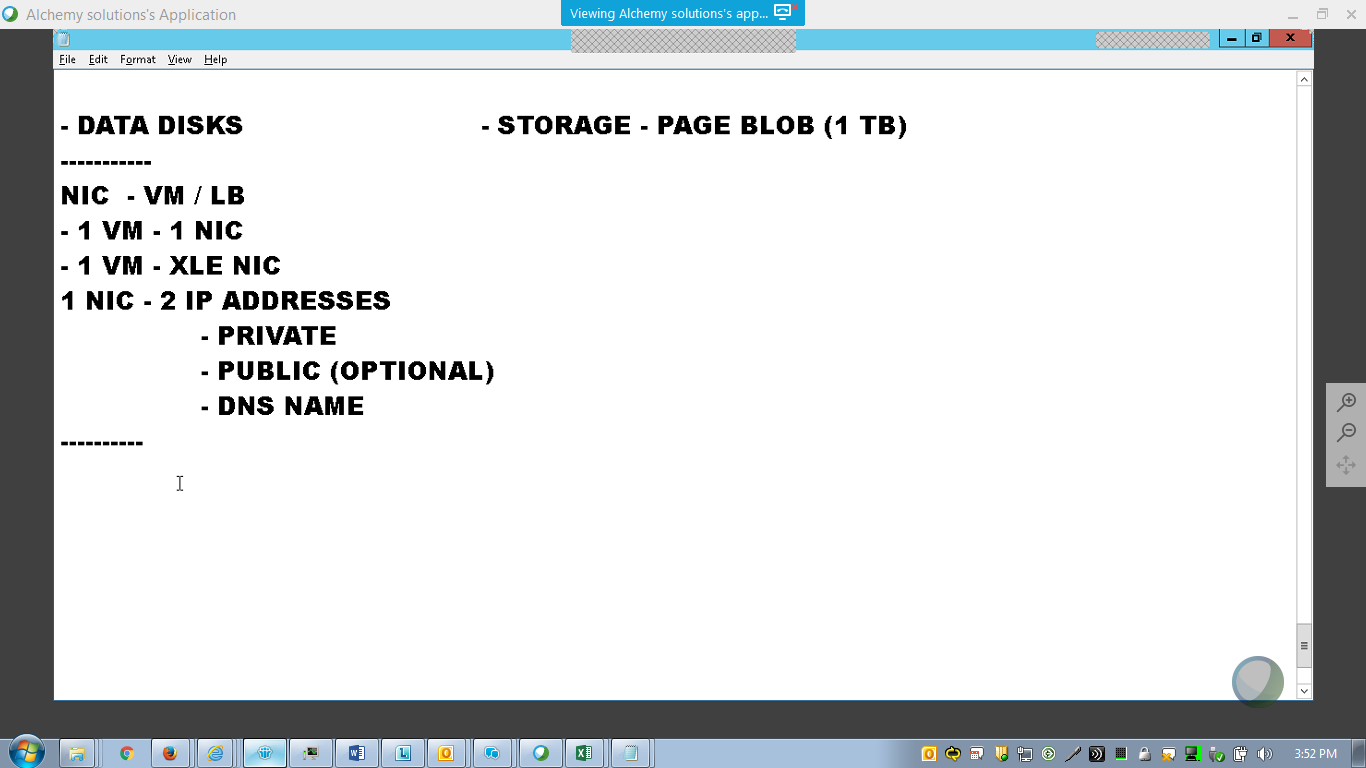 Alchemy solutions's Application
Viewing Alchemy solutions's app...
File Edit Format View Help
- DATA DISKS - STORAGE - PAGE BLOB (1 TB)
-----------
NIC - VM / LB
- 1 VM - 1 NIC
- 1 VM - XLE NIC
1 NIC - 2 IP ADDRESSES
- PRIVATE
- PUBLIC (OPTIONAL)
- DNS NAME
----------
3:52 PM